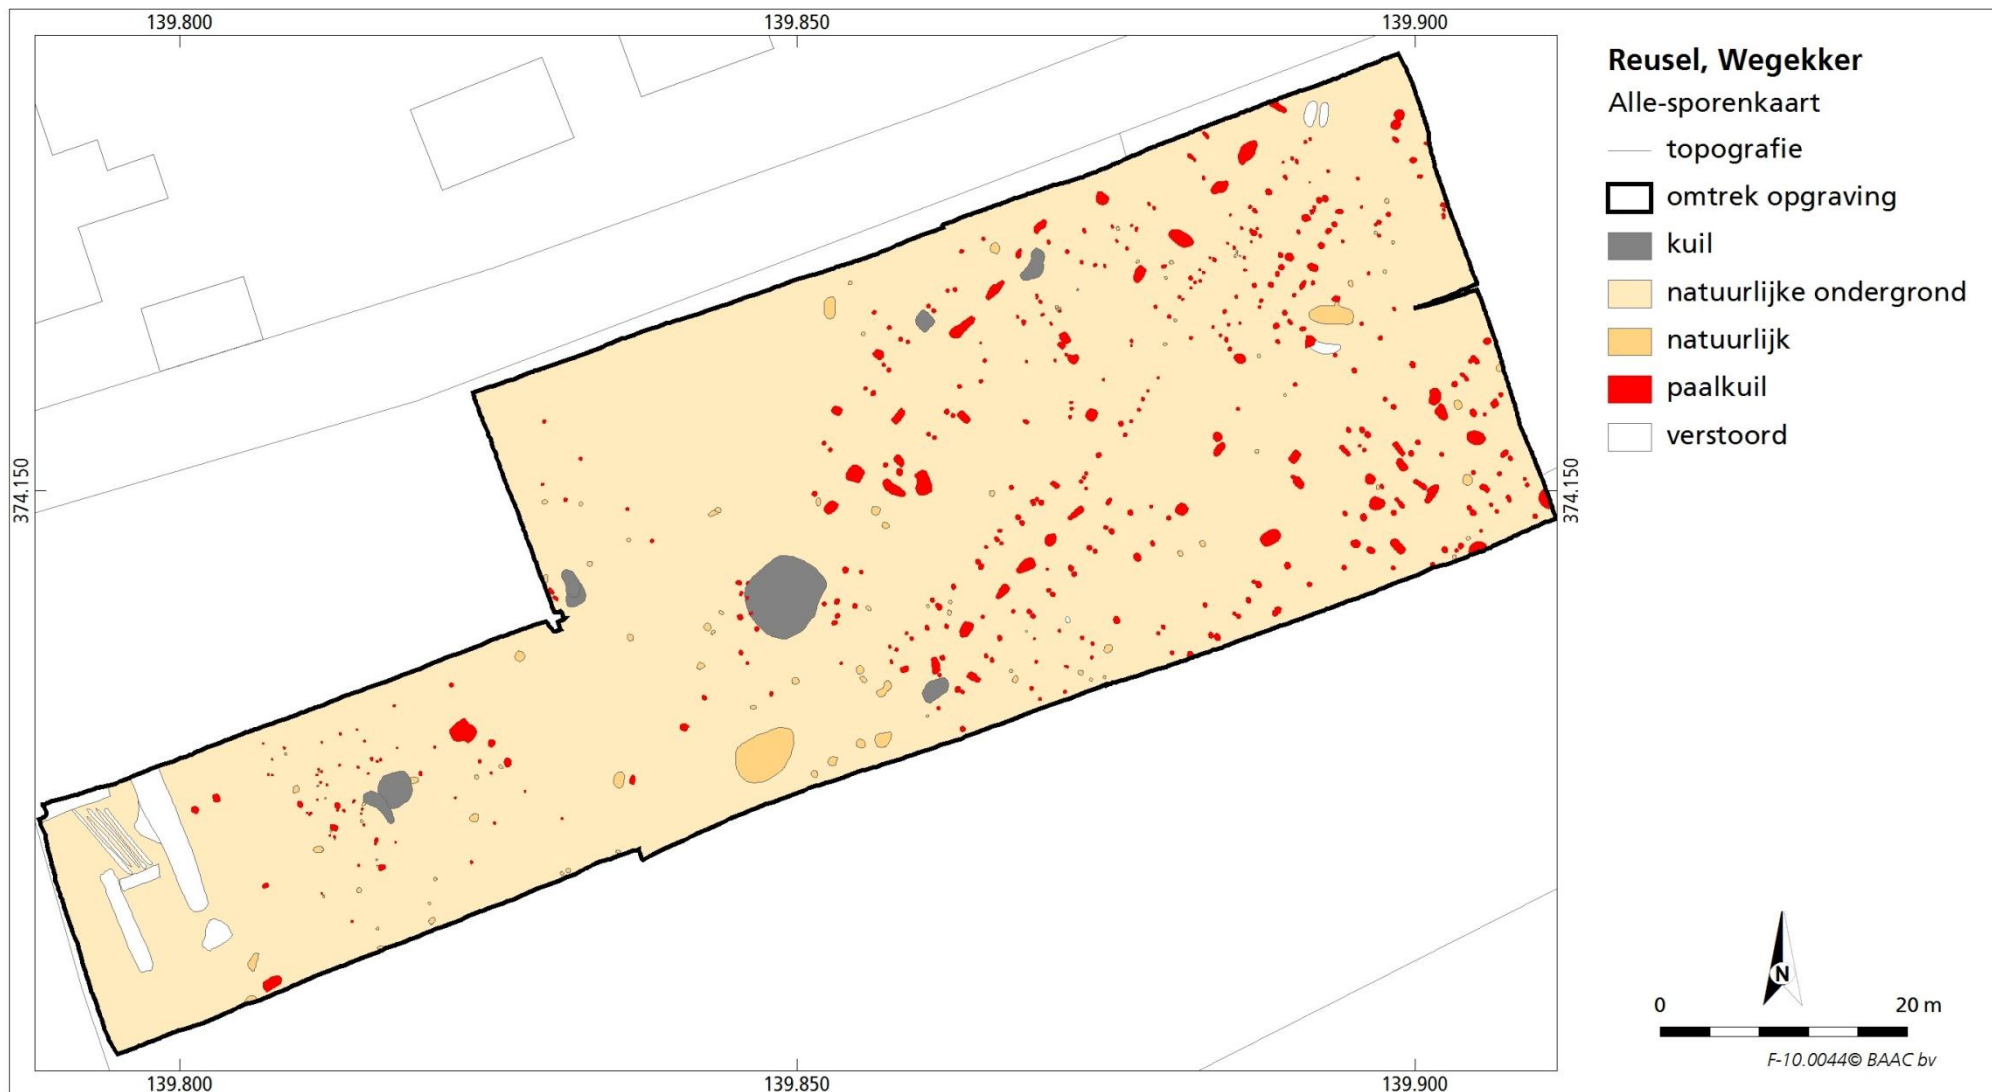 139.800
139.850
139.900
Reusel, Wegekker
Alle-sporenkaart
topografie
omtrek opgraving
kuil
natuurlijke ondergrond
natuurlijk
paalkuil
verstoord
374.150
374.150
N
0
20 m
F-10.0044© BAAC bv
139.800
139.850
139.900